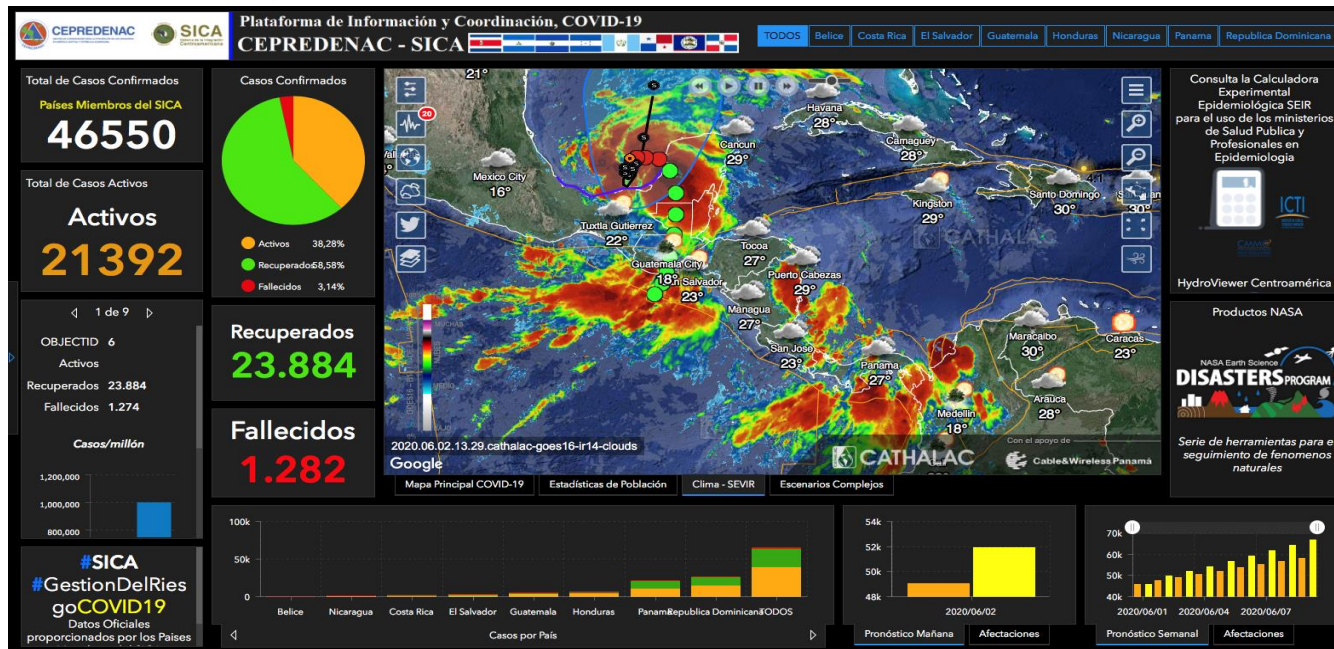 CEPREDENAC
SICA
Plataforma de Información y Coordinación, COVID-19
CEPREDENAC - SICA
TODOS
Belice
Costa Rica
El Salvador
Guatemala
Honduras
Nicaragua
Panama
Republica Dominicana
Total de Casos Confirmados
Países Miembros del SICA
46550
Total de Casos Activos
Activos
21392
1 de 9
OBJECTID 6
Activos
Recuperados 23.884
Fallecidos 1.274
Casos/millón
1,200,000
1,000,000
800,000
#SICA
#GestionDelRies
goCOVID19
Datos Oficiales
proporcionados por los Paises
Casos Confirmados
Activos 38,28%
Recuperados 58,58%
Fallecidos 3,14%
Recuperados
23.884
Fallecidos
1.282
20
21°
Havana
28°
Cancun
29°
Camaguey
28°
Mexico City
16°
Kingston
29°
Santo Domingo
30°
30°
Tuxtla Gutierrez
22°
Tocoa
27°
Guatemala City
18°
San Salvador
23°
Puerto Cabezas
29°
Managua
27°
San Jose
23°
Panama
27°
Maracaibo
30°
Caracas
23°
Arauca
28°
Medellin
18°
CATHALAC
2020.06.02.13.29.cathalac-goes16-ir14-clouds
Google
Con el apoyo de
CATHALAC
Cable&Wireless Panamá
Mapa Principal COVID-19
Estadísticas de Población
Clima - SEVIR
Escenarios Complejos
Consulta la Calculadora
Experimental
Epidemiológica SEIR
para el uso de los ministerios
de Salud Publica y
Profesionales en
Epidemiologia
ICTI
HydroViewer Centroamérica
Productos NASA
NASA Earth Science
DISASTERS PROGRAM
Serie de herramientas para e
seguimiento de fenomenos
naturales
100k
50k
0
Belice
Nicaragua
Costa Rica
El Salvador
Guatemala
Honduras
Panama
Republica Dominicana
TODOS
Casos por País
54k
52k
50k
48k
2020/06/02
Pronóstico Mañana
Afectaciones
70k
60k
50k
40k
2020/06/01
2020/06/04
2020/06/07
Pronóstico Semanal
Afectaciones